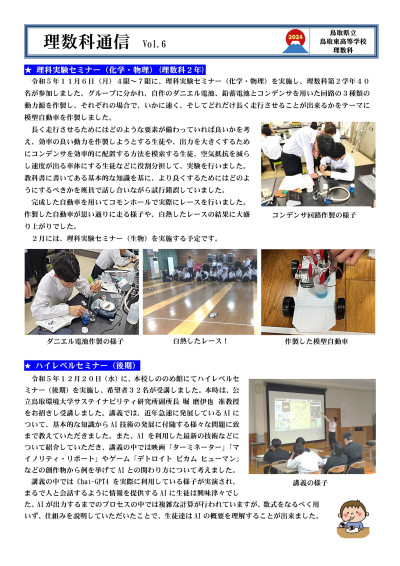 理数科通信 Vol.6
2024
鳥取県立
鳥取東高等学校
理数科
★ 理科実験セミナー（化学・物理）（理数科２年）
令和５年１１月６日（月）４限～７限に、理科実験セミナー（化学・物理）を実施し、理数科第２学年４０
名が参加しました。グループに分かれ、自作のダニエル電池、鉛蓄電池とコンデンサを用いた回路の３種類の
動力源を作製し、それぞれの場合で、いかに速く、そしてどれだけ長く走行させることが出来るかをテーマに
模型自動車を作製しました。
長く走行させるためにはどのような要素が備わっていれば良いかを考
え、効率の良い動力を作製しようとする生徒や、出力を大きくするため
にコンデンサを効率的に配置する方法を模索する生徒、空気抵抗を減ら
し速度が出る車体にする生徒などに役割分担して、実験を行いました。
教科書に書いてある基本的な知識を基に、より良くするためにはどのよ
うにするべきかを班員で話し合いながら試行錯誤していました。
完成した自動車を用いてコモンホールで実際にレースを行いました。
作製した自動車が思い通りに走る様子や、白熱したレースの結果に大盛
り上がりでした。
２月には、理科実験セミナー（生物）を実施する予定です。
コンデンサ回路作製の様子
ダニエル電池作製の様子
白熱したレース！
作製した模型自動車
★ ハイレベルセミナー（後期）
令和５年１２月２０日（水）に、本校しののめ館にてハイレベルセ
ミナー（後期）を実施し、希望者３２名が受講しました。本時は、公
立鳥取環境大学サステイナビリティ研究所副所長 堀 磨伊也 准教授
をお招きし受講しました。講義では、近年急速に発展しているAIに
ついて、基本的な知識からAI技術の発展に付随する様々な問題に致
まで教えていただきました。また、AIを利用した最新の技術などに
ついて紹介していただき、講義の中では映画「ターミネーター」「マ
イノリティ・リポート」やゲーム「デトロイト ビカム ヒューマン」
などの創作物から例を挙げてAIとの関わり方について考えました。
講義の中ではChat-GPT4を実際に利用している様子が実演され、
まるで人と会話するように情報を提供するAIに生徒は興味津々でし
た。AIが出力するまでのプロセスの中では複雑な計算が行われていますが、数式をなるべく用
いず、仕組みを説明していただいたことで、生徒達はAIの概要を理解することが出来ました。
講義の様子